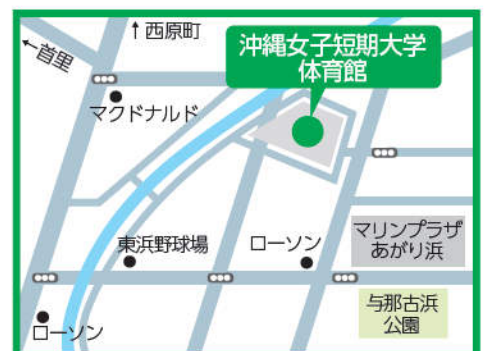 ↑西原町
←首里
沖縄女子短期大学
体育館
マクドナルド
東浜野球場
ローソン
マリンプラザ
あがり浜
与那古浜
公園
ローソン